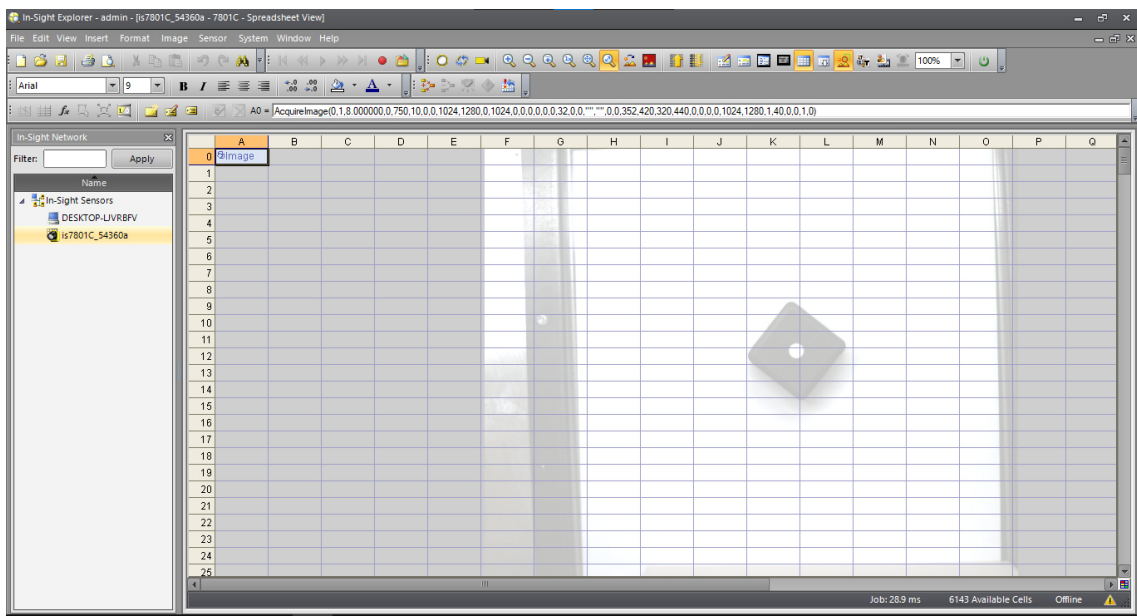 In-Sight Explorer - admin - [is7801C_54360a - 7801C - Spreadsheet View]
File Edit View Insert Format Image Sensor System Window Help
100%
Arial 9 B I A
fx A0 = AcquireImage(0,1,8.000000,0,750,10,0,0,1024,1280,0,1024,0,0,0,0,0,0,32,0,0,"","",0,0,352,420,320,440,0,0,0,0,1024,1280,1,40,0,0,1,0)
In-Sight Network
Filter: Apply
Name
In-Sight Sensors
DESKTOP-LJVRBFV
is7801C_54360a
A B C D E F G H I J K L M N O P Q
0 Image
1
2
3
4
5
6
7
8
9
10
11
12
13
14
15
16
17
18
19
20
21
22
23
24
25
Job: 28.9 ms 6143 Available Cells Offline